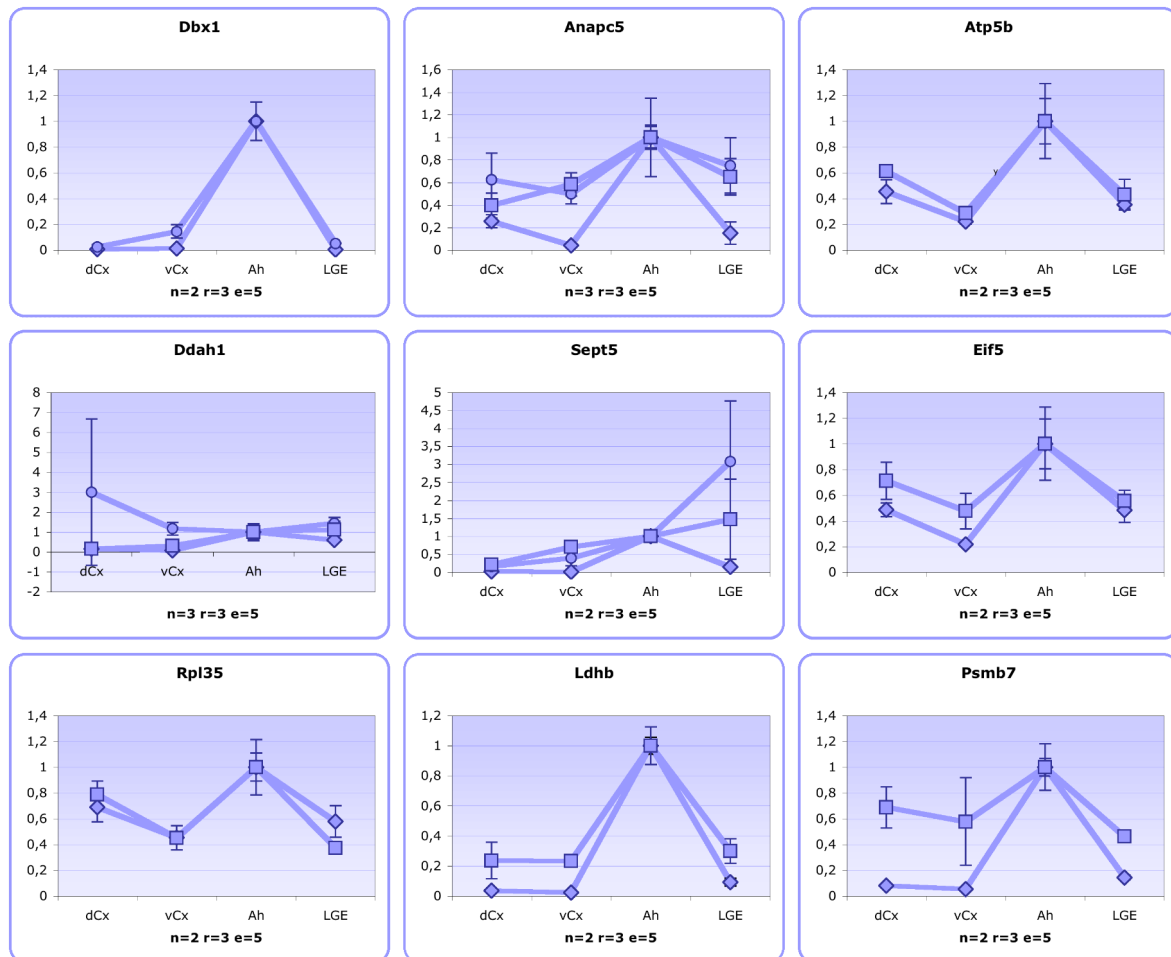 Dbx1
1,4
1,2
1
0,8
0,6
0,4
0,2
0
dCx vCx Ah LGE
n=2 r=3 e=5
Anapc5
1,6
1,4
1,2
1
0,8
0,6
0,4
0,2
0
dCx vCx Ah LGE
n=3 r=3 e=5
Atp5b
1,4
1,2
1
0,8
0,6
0,4
0,2
0
dCx vCx Ah LGE
n=2 r=3 e=5
Ddah1
8
7
6
5
4
3
2
1
0
-1
-2
dCx vCx Ah LGE
n=3 r=3 e=5
Sept5
5
4,5
4
3,5
3
2,5
2
1,5
1
0,5
0
dCx vCx Ah LGE
n=2 r=3 e=5
Eif5
1,4
1,2
1
0,8
0,6
0,4
0,2
0
dCx vCx Ah LGE
n=2 r=3 e=5
Rpl35
1,4
1,2
1
0,8
0,6
0,4
0,2
0
dCx vCx Ah LGE
n=2 r=3 e=5
Ldhb
1,2
1
0,8
0,6
0,4
0,2
0
dCx vCx Ah LGE
n=2 r=3 e=5
Psmb7
1,4
1,2
1
0,8
0,6
0,4
0,2
0
dCx vCx Ah LGE
n=2 r=3 e=5